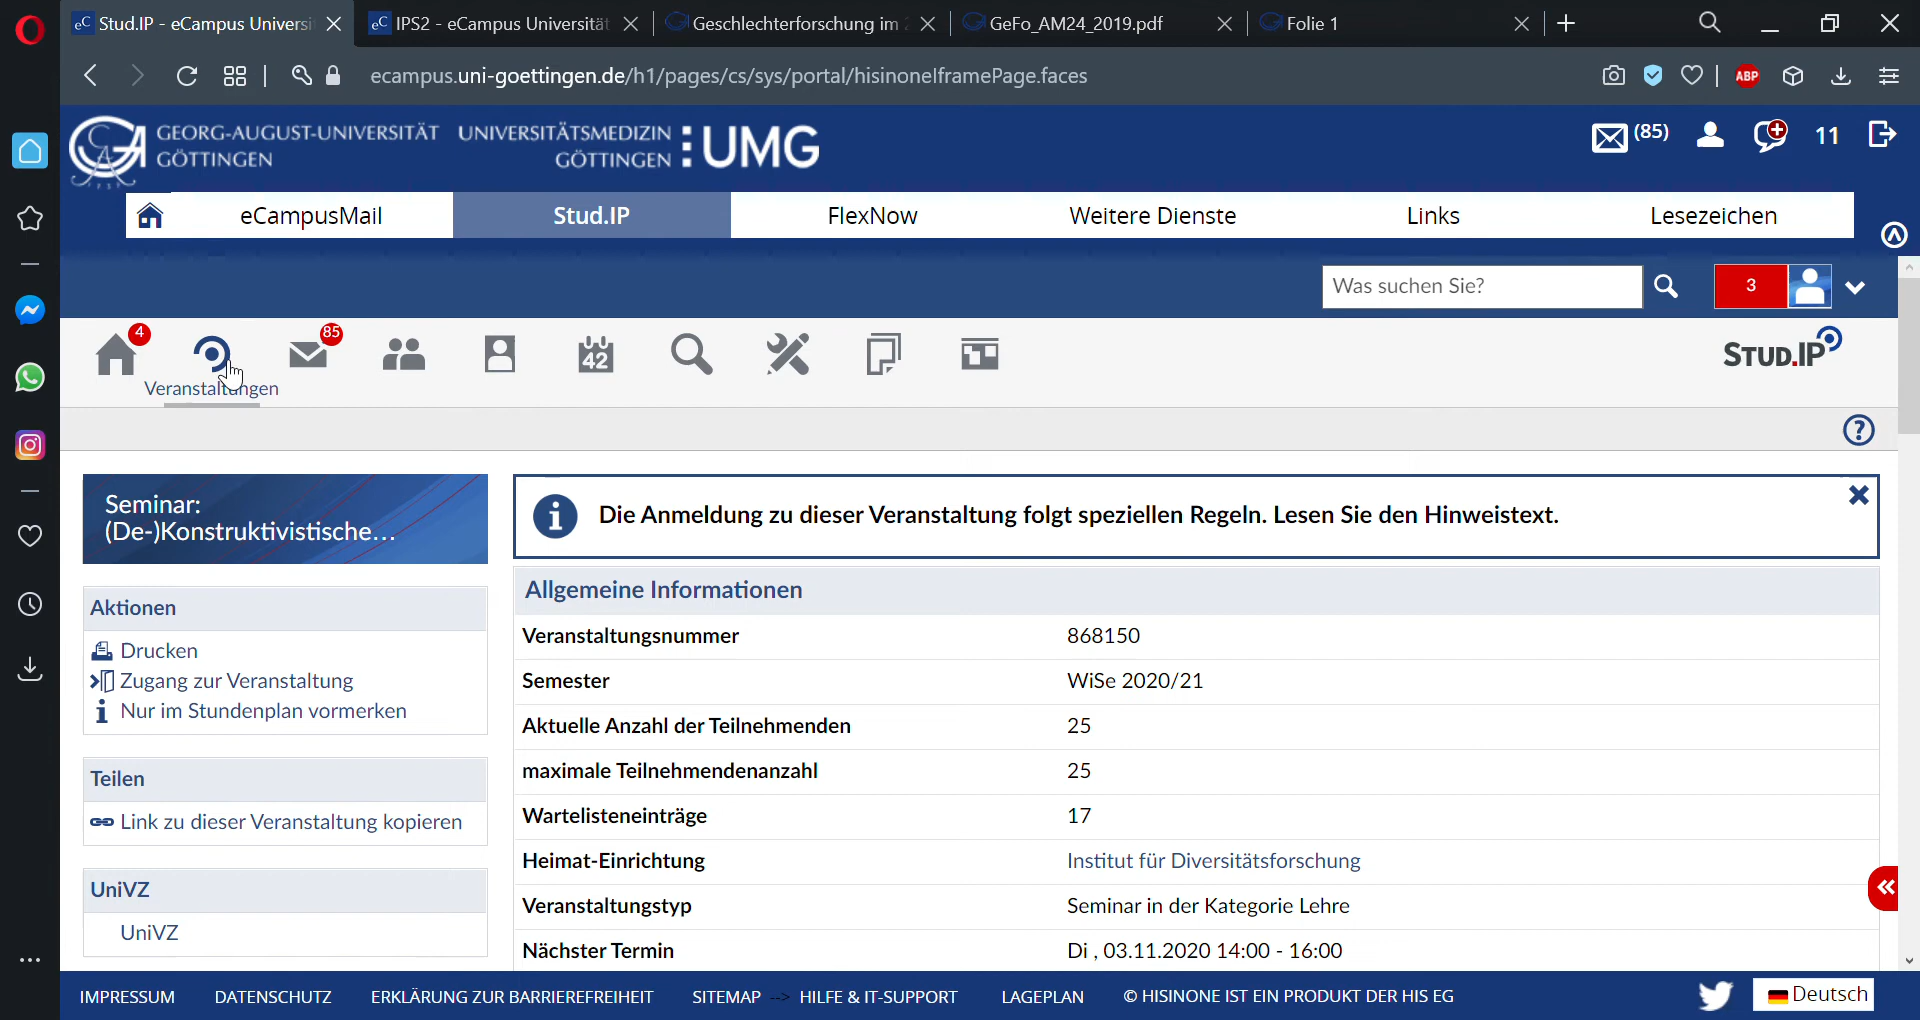 Stud.IP - eCampus Universi
IPS2 - eCampus Universität
Geschlechterforschung im
GeFo_AM24_2019.pdf
Folie 1
ecampus.uni-goettingen.de/h1/pages/cs/sys/portal/hisinoneIframePage.faces
ABP
GEORG-AUGUST-UNIVERSITÄT
GÖTTINGEN
UNIVERSITÄTSMEDIZIN
GÖTTINGEN
UMG
(85)
11
eCampusMail
Stud.IP
FlexNow
Weitere Dienste
Links
Lesezeichen
Was suchen Sie?
3
4
85
42
Veranstaltungen
STUD.IP
?
Seminar:
(De-)Konstruktivistische...
Die Anmeldung zu dieser Veranstaltung folgt speziellen Regeln. Lesen Sie den Hinweistext.
Aktionen
Drucken
Zugang zur Veranstaltung
Nur im Stundenplan vormerken
Teilen
Link zu dieser Veranstaltung kopieren
UniVZ
UniVZ
Allgemeine Informationen
Veranstaltungsnummer 868150
Semester WiSe 2020/21
Aktuelle Anzahl der Teilnehmenden 25
maximale Teilnehmendenanzahl 25
Wartelisteneinträge 17
Heimat-Einrichtung Institut für Diversitätsforschung
Veranstaltungstyp Seminar in der Kategorie Lehre
Nächster Termin Di , 03.11.2020 14:00 - 16:00
IMPRESSUM DATENSCHUTZ ERKLÄRUNG ZUR BARRIEREFREIHEIT SITEMAP --> HILFE & IT-SUPPORT LAGEPLAN © HISINONE IST EIN PRODUKT DER HIS EG
Deutsch